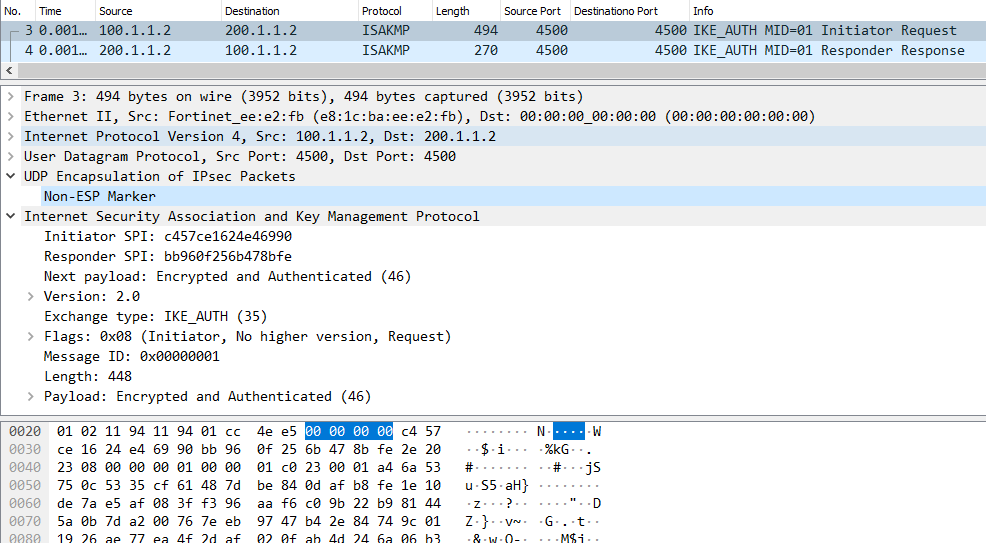 No. Time Source Destination Protocol Length Source Port Destinationo Port Info
3 0.001… 100.1.1.2 200.1.1.2 ISAKMP 494 4500 4500 IKE_AUTH MID=01 Initiator Request
4 0.001… 200.1.1.2 100.1.1.2 ISAKMP 270 4500 4500 IKE_AUTH MID=01 Responder Response
Frame 3: 494 bytes on wire (3952 bits), 494 bytes captured (3952 bits)
Ethernet II, Src: Fortinet_ee:e2:fb (e8:1c:ba:ee:e2:fb), Dst: 00:00:00_00:00:00 (00:00:00:00:00:00)
Internet Protocol Version 4, Src: 100.1.1.2, Dst: 200.1.1.2
User Datagram Protocol, Src Port: 4500, Dst Port: 4500
UDP Encapsulation of IPsec Packets
Non-ESP Marker
Internet Security Association and Key Management Protocol
Initiator SPI: c457ce1624e46990
Responder SPI: bb960f256b478bfe
Next payload: Encrypted and Authenticated (46)
Version: 2.0
Exchange type: IKE_AUTH (35)
Flags: 0x08 (Initiator, No higher version, Request)
Message ID: 0x00000001
Length: 448
Payload: Encrypted and Authenticated (46)
0020 01 02 11 94 11 94 01 cc 4e e5 00 00 00 00 c4 57 ········ N·····W
0030 ce 16 24 e4 69 90 bb 96 0f 25 6b 47 8b fe 2e 20 ··$·i··· ·%kG··.
0040 23 08 00 00 00 01 00 00 01 c0 23 00 01 a4 6a 53 #······· ··#···jS
0050 75 0c 53 35 cf 61 48 7d be 84 0d af b8 fe 1e 10 u·S5·aH} ········
0060 de 7a e5 af 08 3f f3 96 aa f6 c0 9b 22 b9 81 44 ·z···?·· ····"··D
0070 5a 0b 7d a2 00 76 7e eb 97 47 b4 2e 84 74 9c 01 Z·}··v~· ·G·.·t··
0080 19 26 ae 77 ea 4f 2d af 02 0f ab 4d 24 6a 06 b3 ·&·w·O-· ···M$j··